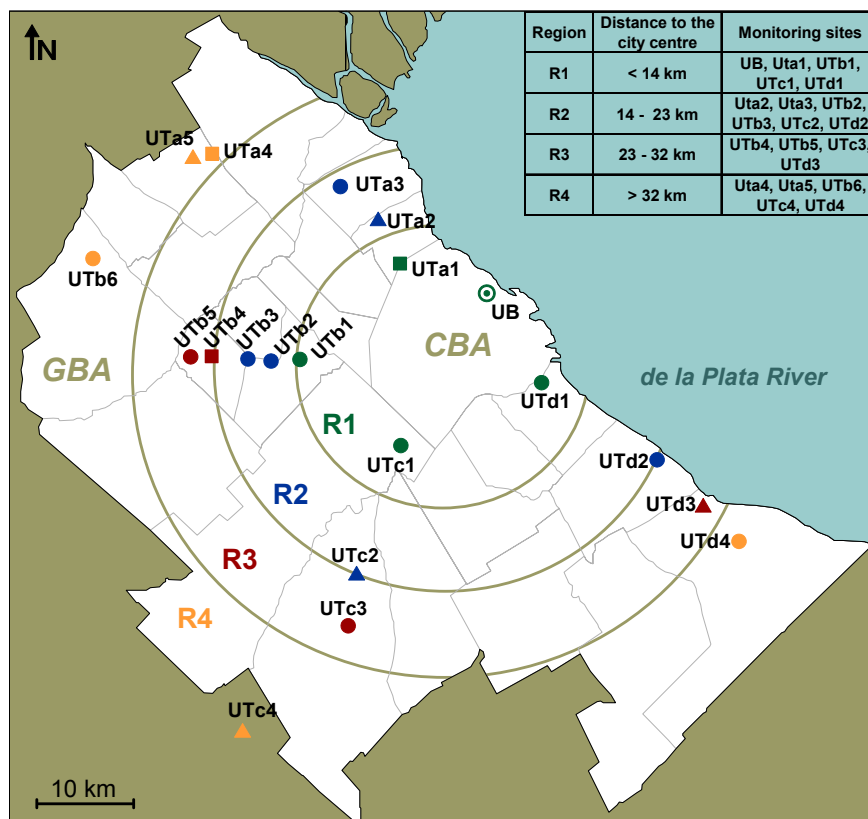 N
Region Distance to the city centre Monitoring sites
R1 < 14 km UB, Uta1, UTb1, UTc1, UTd1
R2 14 - 23 km Uta2, Uta3, UTb2, UTb3, UTc2, UTd2
R3 23 - 32 km UTb4, UTb5, UTc3, UTd3
R4 > 32 km Uta4, Uta5, UTb6, UTc4, UTd4
UTa5
UTa4
UTa3
UTa2
UTa1
UTb6
UB
UTb5
UTb4
UTb3
UTb2
UTb1
CBA
GBA
de la Plata River
UTd1
R1
UTc1
UTd2
R2
UTd3
UTd4
R3
UTc2
UTc3
R4
UTc4
10 km